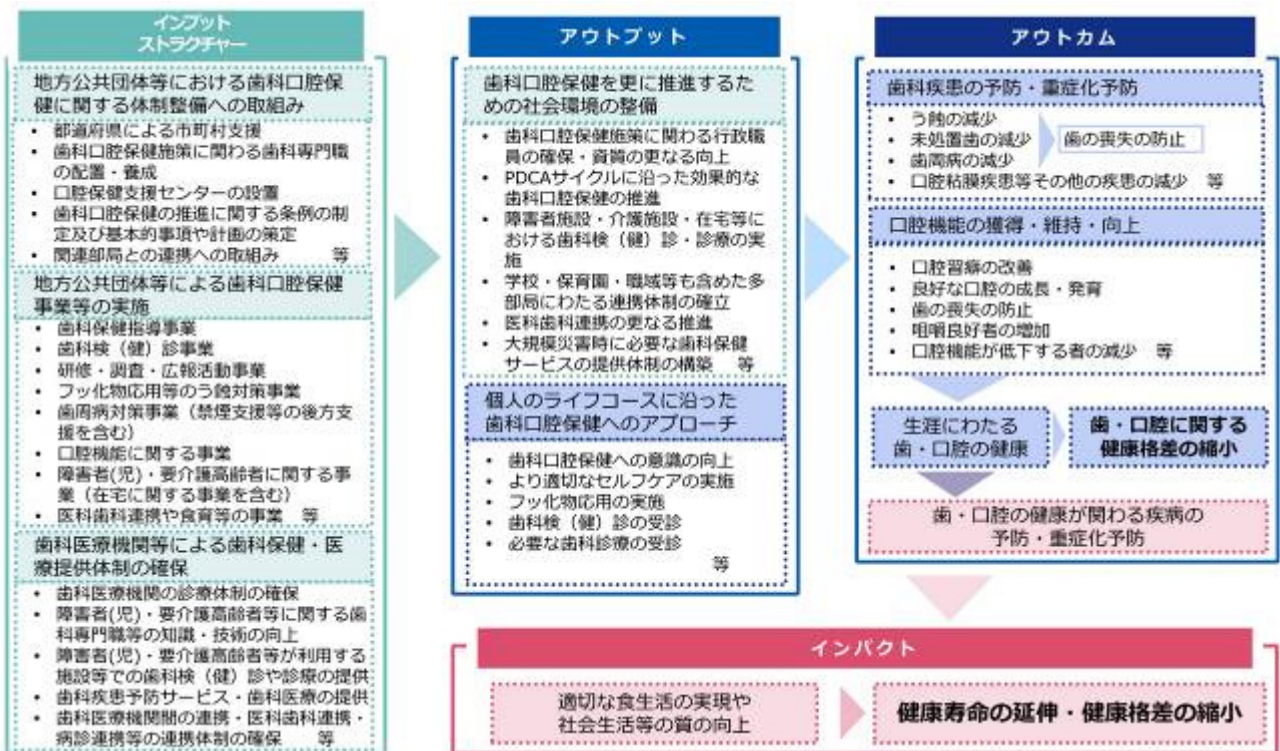 インプット
ストラクチャー
地方公共団体等における歯科口腔保
健に関する体制整備への取組み
• 都道府県による市町村支援
• 歯科口腔保健施策に関わる歯科専門職
の配置・養成
• 口腔保健支援センターの設置
• 歯科口腔保健の推進に関する条例の制
定及び基本的事項や計画の策定
• 関連部局との連携への取組み 等
地方公共団体等による歯科口腔保健
事業等の実施
• 歯科保健指導事業
• 歯科検（健）診事業
• 研修・調査・広報活動事業
• フッ化物応用等のう蝕対策事業
• 歯周病対策事業（禁煙支援等の後方支
援を含む）
• 口腔機能に関する事業
• 障害者(児)・要介護高齢者に関する事
業（在宅に関する事業を含む）
• 医科歯科連携や食育等の事業 等
歯科医療機関等による歯科保健・医
療提供体制の確保
• 歯科医療機関の診療体制の確保
• 障害者(児)・要介護高齢者等に関する歯
科専門職等の知識・技術の向上
• 障害者(児)・要介護高齢者等が利用する
施設等での歯科検（健）診や診療の提供
• 歯科疾患予防サービス・歯科医療の提供
• 歯科医療機関間の連携・医科歯科連携・
病診連携等の連携体制の確保 等
アウトプット
歯科口腔保健を更に推進するた
めの社会環境の整備
• 歯科口腔保健施策に関わる行政職
員の確保・資質の更なる向上
• PDCAサイクルに沿った効果的な
歯科口腔保健の推進
• 障害者施設・介護施設・在宅等に
おける歯科検（健）診・診療の実
施
• 学校・保育園・職域等も含めた多
部局にわたる連携体制の確立
• 医科歯科連携の更なる推進
• 大規模災害時に必要な歯科保健
サービスの提供体制の構築 等
個人のライフコースに沿った
歯科口腔保健へのアプローチ
• 歯科口腔保健への意識の向上
• より適切なセルフケアの実施
• フッ化物応用の実施
• 歯科検（健）診の受診
• 必要な歯科診療の受診
等
アウトカム
歯科疾患の予防・重症化予防
• う蝕の減少
• 未処置歯の減少
• 歯周病の減少
歯の喪失の防止
• 口腔粘膜疾患等その他の疾患の減少 等
口腔機能の獲得・維持・向上
• 口腔習癖の改善
• 良好な口腔の成長・発育
• 歯の喪失の防止
• 咀嚼良好者の増加
• 口腔機能が低下する者の減少 等
生涯にわたる
歯・口腔の健康
歯・口腔に関する
健康格差の縮小
歯・口腔の健康が関わる疾病の
予防・重症化予防
インパクト
適切な食生活の実現や
社会生活等の質の向上
健康寿命の延伸・健康格差の縮小